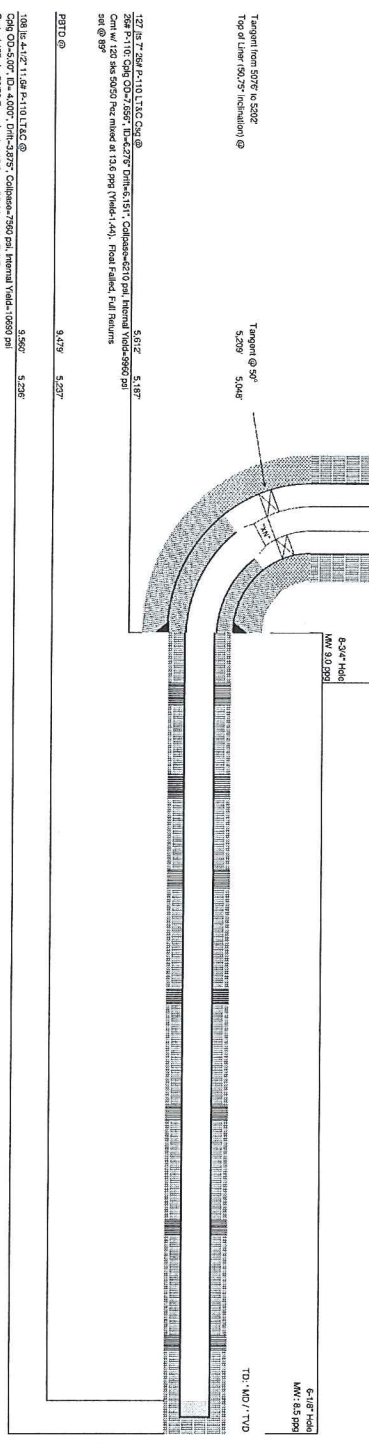 Tangent from 5076' to 5202'
Tangent @ 50°
Top of Liner (50.75° Inclination) @ 5,209' 5,048'
"XN"
8-3/4" Hole
MW 9.0 ppg
6-1/8" Hole
MW: 8.5 ppg
127 jts 7" 26# P-110 LT&C Csg @ 5,612' 5,187'
26# P-110: Cplg OD=7.656", ID=6.276" Drift=6.151", Collapse=6210 psi, Internal Yield=9960 psi
Cmt w/ 120 sks 50/50 Poz mixed at 13.6 ppg (Yield-1.44). Float Failed, Full Returns
set @ 89°
TD: ' MD / ' TVD
PBTD @ 9,479' 5,237'
108 jts 4-1/2" 11.6# P-110 LT&C @ 9,560' 5,236'
Cplg OD=5.00", ID= 4.000", Drift=3.875", Collapse=7560 psi, Internal Yield=10690 psi